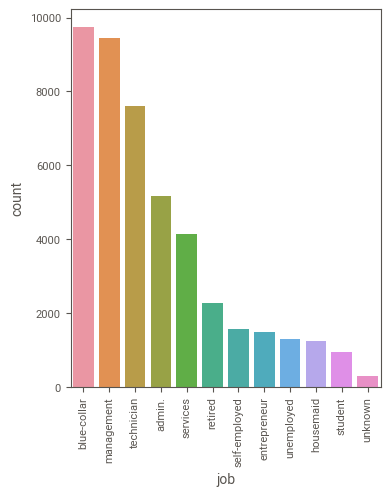 10000
8000
6000
4000
2000
0
count
blue-collar
management
technician
admin.
services
retired
self-employed
entrepreneur
unemployed
housemaid
student
unknown
job